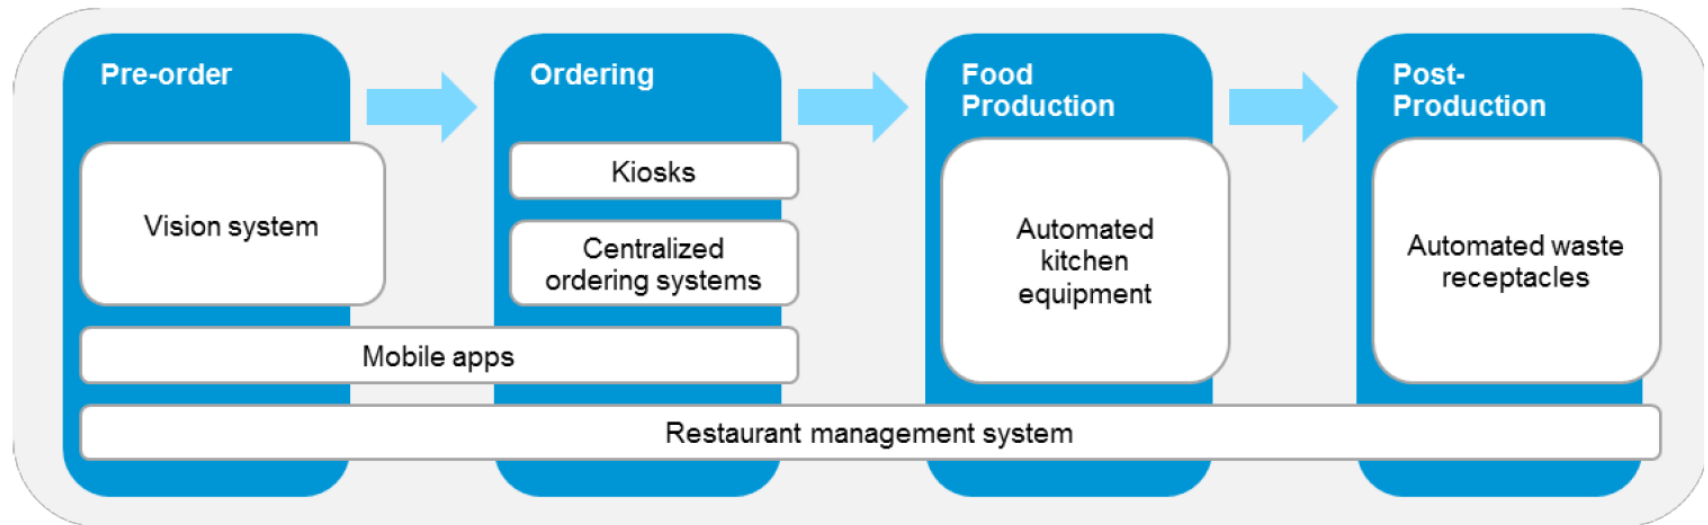 Pre-order
Ordering
Food
Production
Post-
Production
Vision system
Kiosks
Centralized
ordering systems
Automated
kitchen
equipment
Automated waste
receptacles
Mobile apps
Restaurant management system